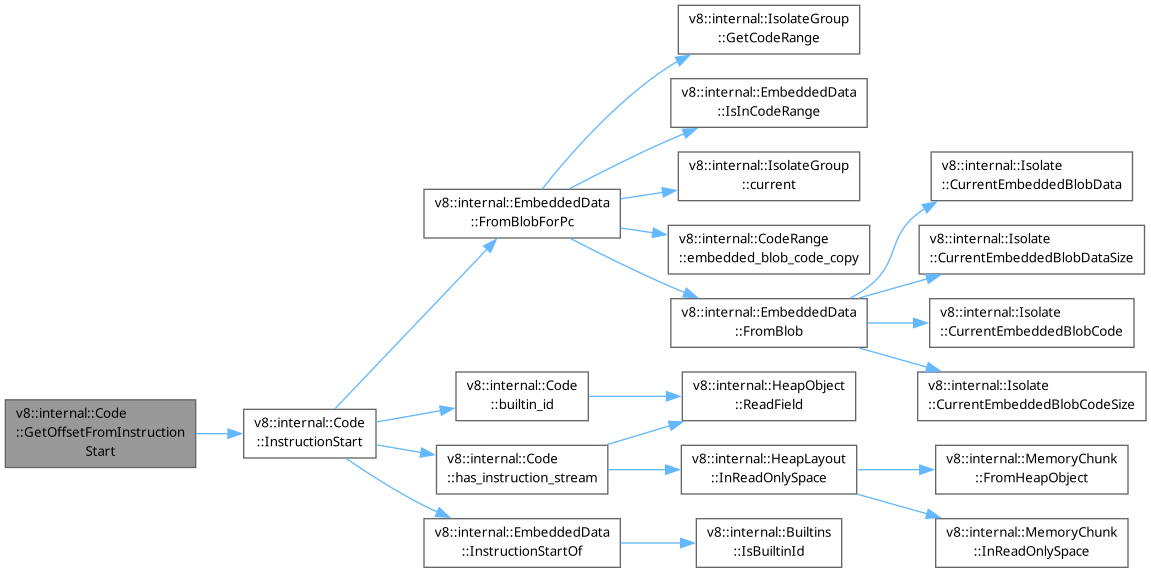 v8::internal::IsolateGroup
::GetCodeRange
v8::internal::EmbeddedData
::IsInCodeRange
v8::internal::IsolateGroup
::current
v8::internal::Isolate
::CurrentEmbeddedBlobData
v8::internal::EmbeddedData
::FromBlobForPc
v8::internal::CodeRange
::embedded_blob_code_copy
v8::internal::Isolate
::CurrentEmbeddedBlobDataSize
v8::internal::EmbeddedData
::FromBlob
v8::internal::Isolate
::CurrentEmbeddedBlobCode
v8::internal::Code
::builtin_id
v8::internal::HeapObject
::ReadField
v8::internal::Isolate
::CurrentEmbeddedBlobCodeSize
v8::internal::Code
::GetOffsetFromInstruction
Start
v8::internal::Code
::InstructionStart
v8::internal::Code
::has_instruction_stream
v8::internal::HeapLayout
::InReadOnlySpace
v8::internal::MemoryChunk
::FromHeapObject
v8::internal::EmbeddedData
::InstructionStartOf
v8::internal::Builtins
::IsBuiltinId
v8::internal::MemoryChunk
::InReadOnlySpace